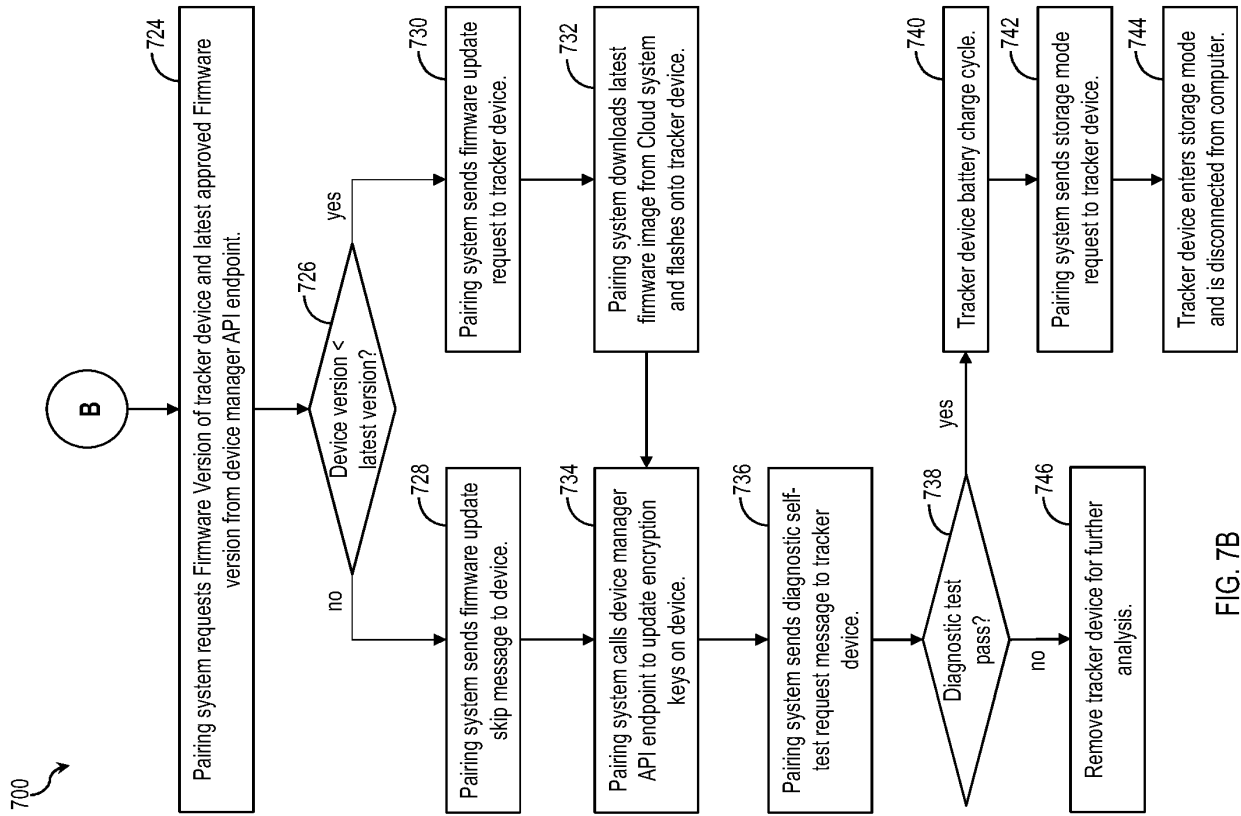 700
B
724
Pairing system requests Firmware Version of tracker device and latest approved Firmware
version from device manager API endpoint.
726
Device version <
latest version?
no
yes
728
Pairing system sends firmware update
skip message to device.
730
Pairing system sends firmware update
request to tracker device.
732
Pairing system downloads latest
firmware image from Cloud system
and flashes onto tracker device.
734
Pairing system calls device manager
API endpoint to update encryption
keys on device.
736
Pairing system sends diagnostic self-
test request message to tracker
device.
738
Diagnostic test
pass?
yes
no
740
Tracker device battery charge cycle.
742
Pairing system sends storage mode
request to tracker device.
744
Tracker device enters storage mode
and is disconnected from computer.
746
Remove tracker device for further
analysis.
FIG. 7B